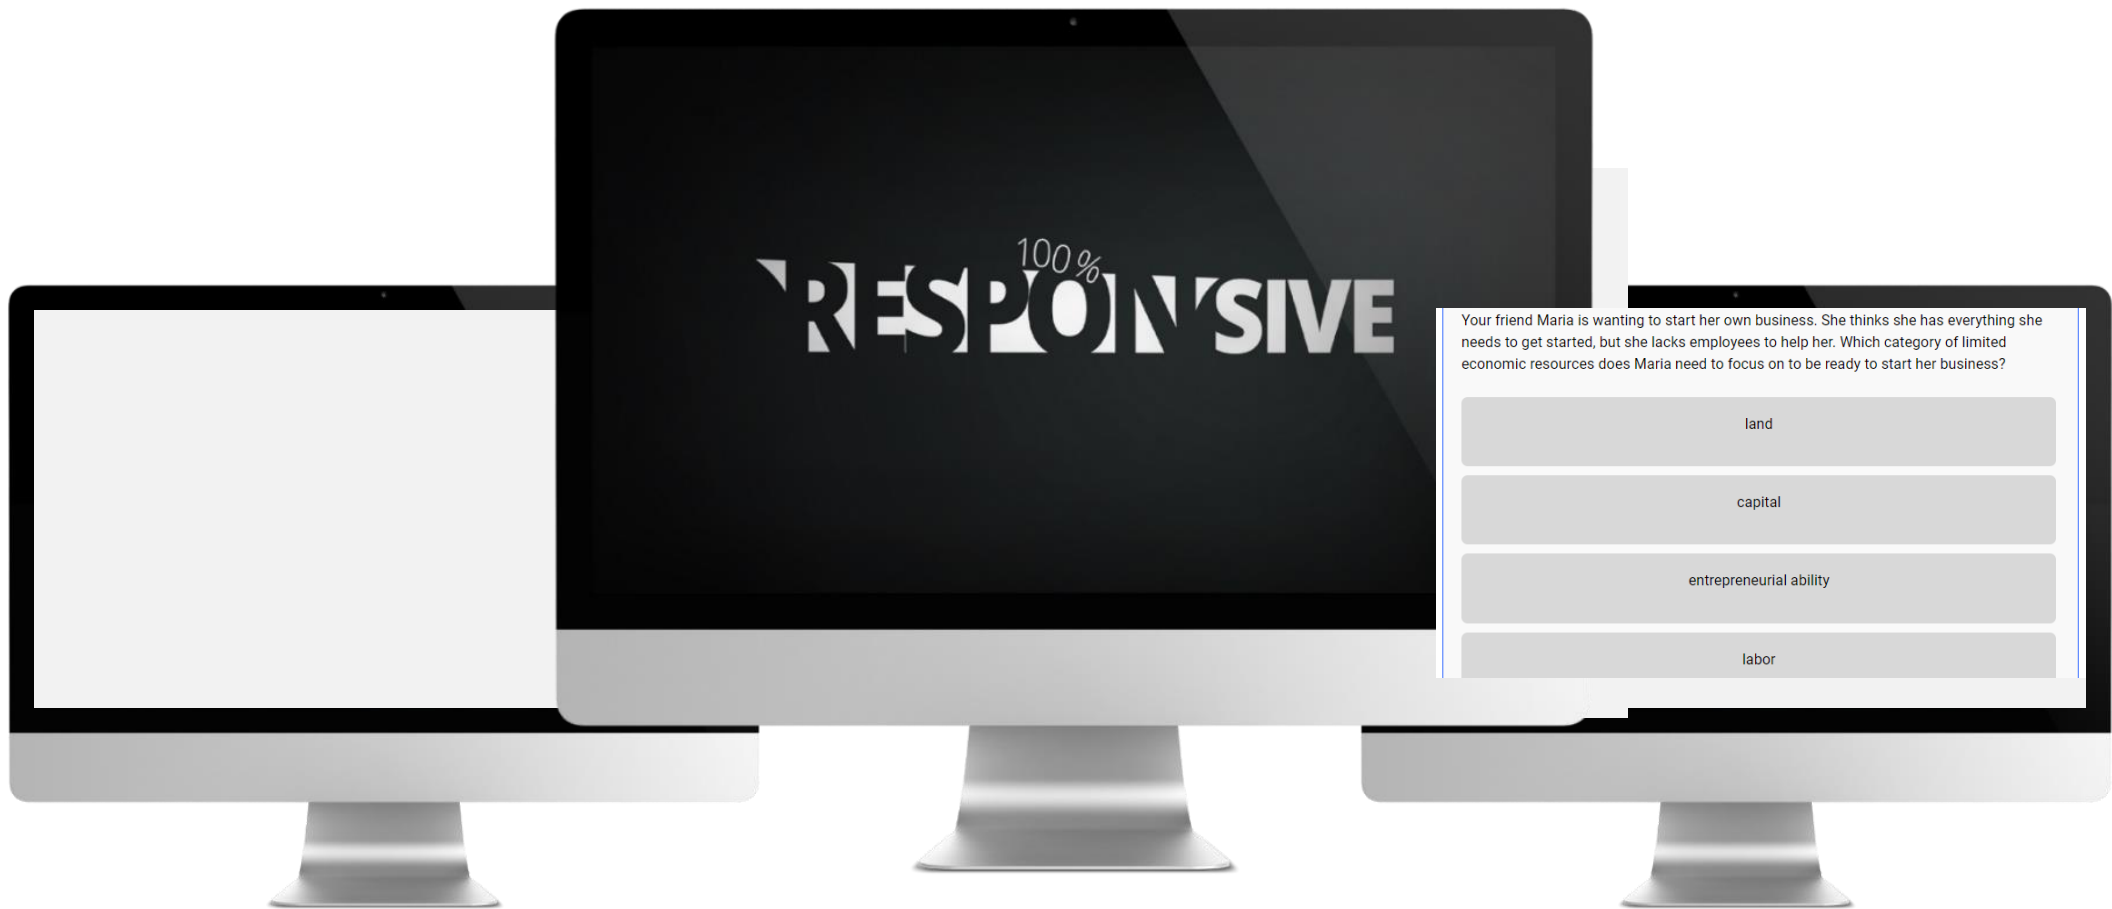 100%
RESPONSIVE
Your friend Maria is wanting to start her own business. She thinks she has everything she
needs to get started, but she lacks employees to help her. Which category of limited
economic resources does Maria need to focus on to be ready to start her business?
land
capital
entrepreneurial ability
labor